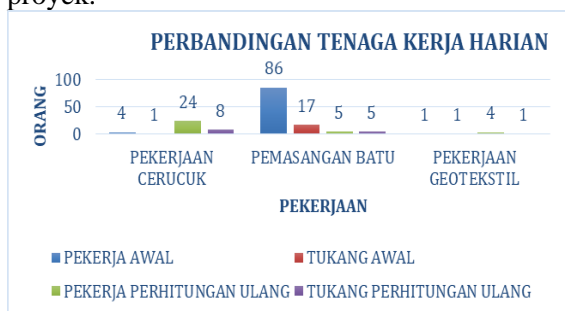 proyek.
PERBANDINGAN TENAGA KERJA HARIAN
ORANG
100
50
0
4 1 24 8
86 17 5 5
1 1 4 1
PEKERJAAN CERUCUK
PEMASANGAN BATU
PEKERJAAN GEOTEKSTIL
PEKERJAAN
PEKERJA AWAL
TUKANG AWAL
PEKERJA PERHITUNGAN ULANG
TUKANG PERHITUNGAN ULANG